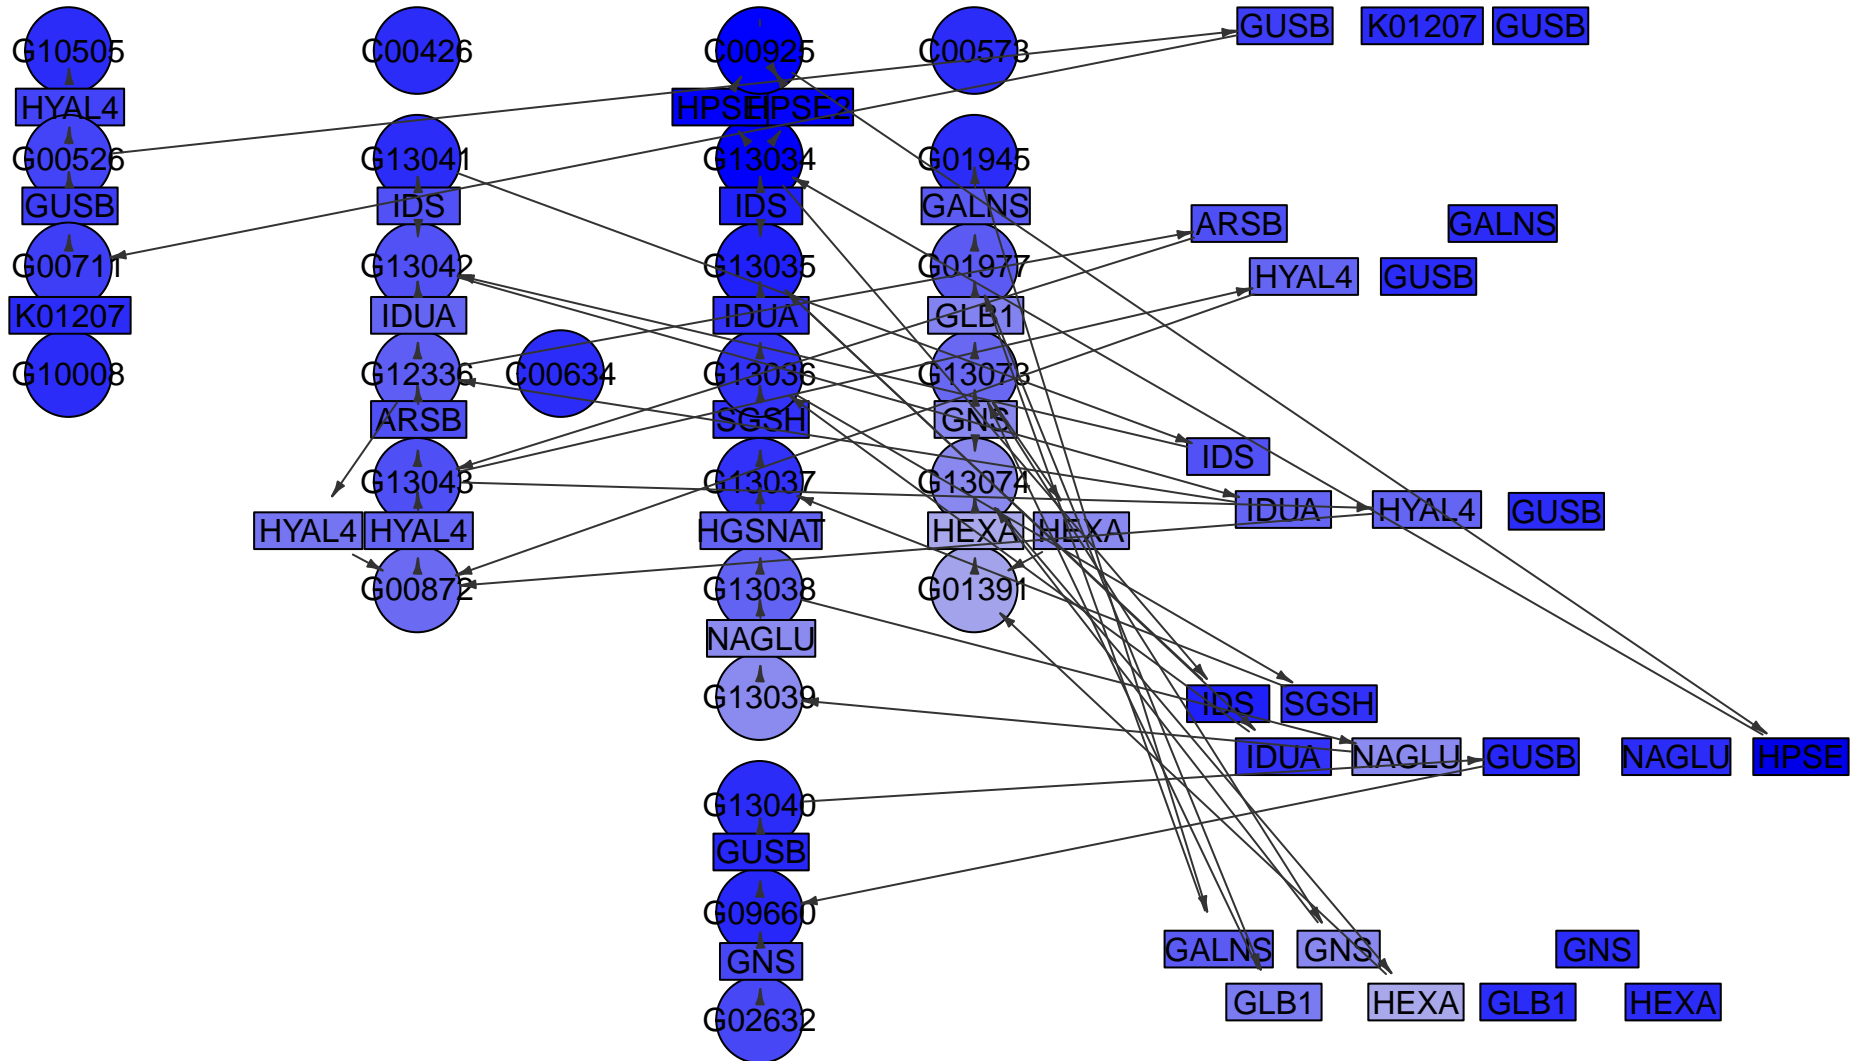 G10505 C00426 C00925 C00573 GUSB K01207 GUSB
HYAL4 HPSE HPSE2
G00526 G13041 G13034 G01945
GUSB IDS IDS GALNS ARSB GALNS
G00711 G13042 G13035 G01977 HYAL4 GUSB
K01207 IDUA IDUA GLB1
G10008 G12336 C00634 G13036 G13073
ARSB SGSH GNS
IDS
G13043 G13037 G13074
IDUA HYAL4 GUSB
HYAL4 HYAL4 HGSNAT HEXA HEXA
G00872 G13038 G01391
NAGLU
G13039 IDS SGSH
IDUA NAGLU GUSB NAGLU HPSE
G13040
GUSB
G09660
GNS GALNS GNS GNS
GLB1 HEXA GLB1 HEXA
G02632